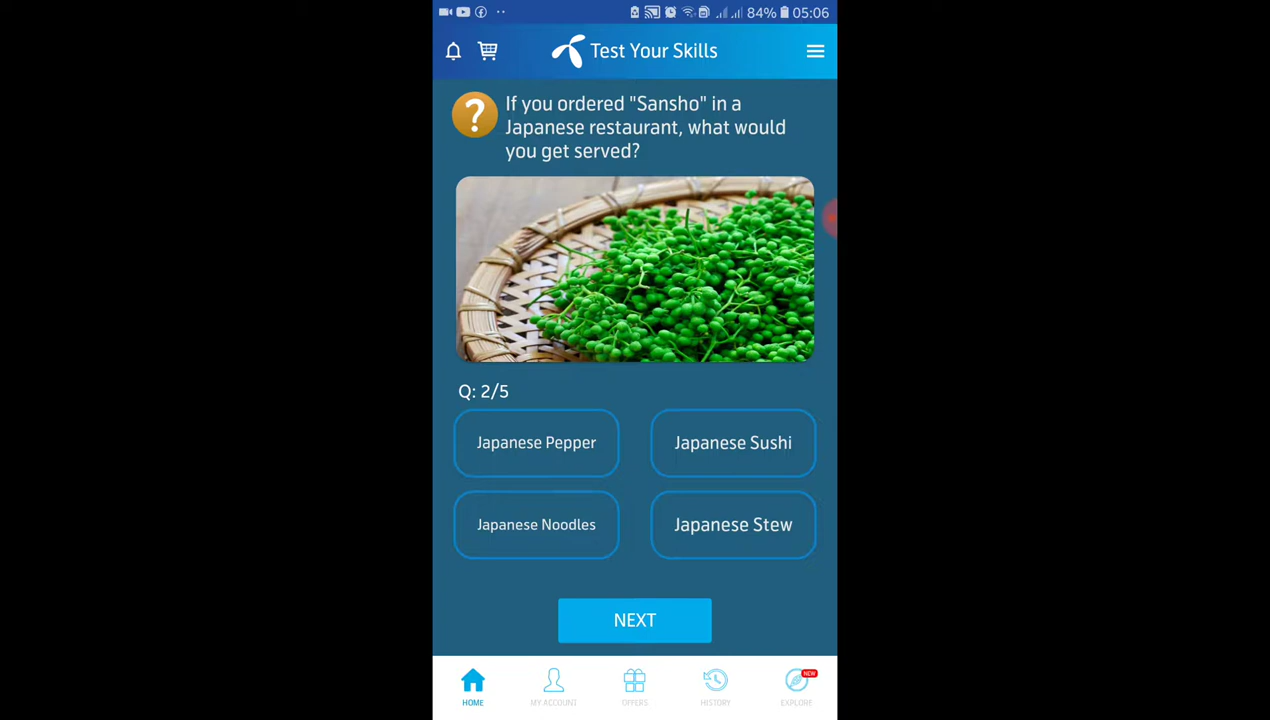 84% 05:06
Test Your Skills
?
If you ordered "Sansho" in a
Japanese restaurant, what would
you get served?
Q: 2/5
Japanese Pepper
Japanese Sushi
Japanese Noodles
Japanese Stew
NEXT
NEW
HOME
MY ACCOUNT
OFFERS
HISTORY
EXPLORE